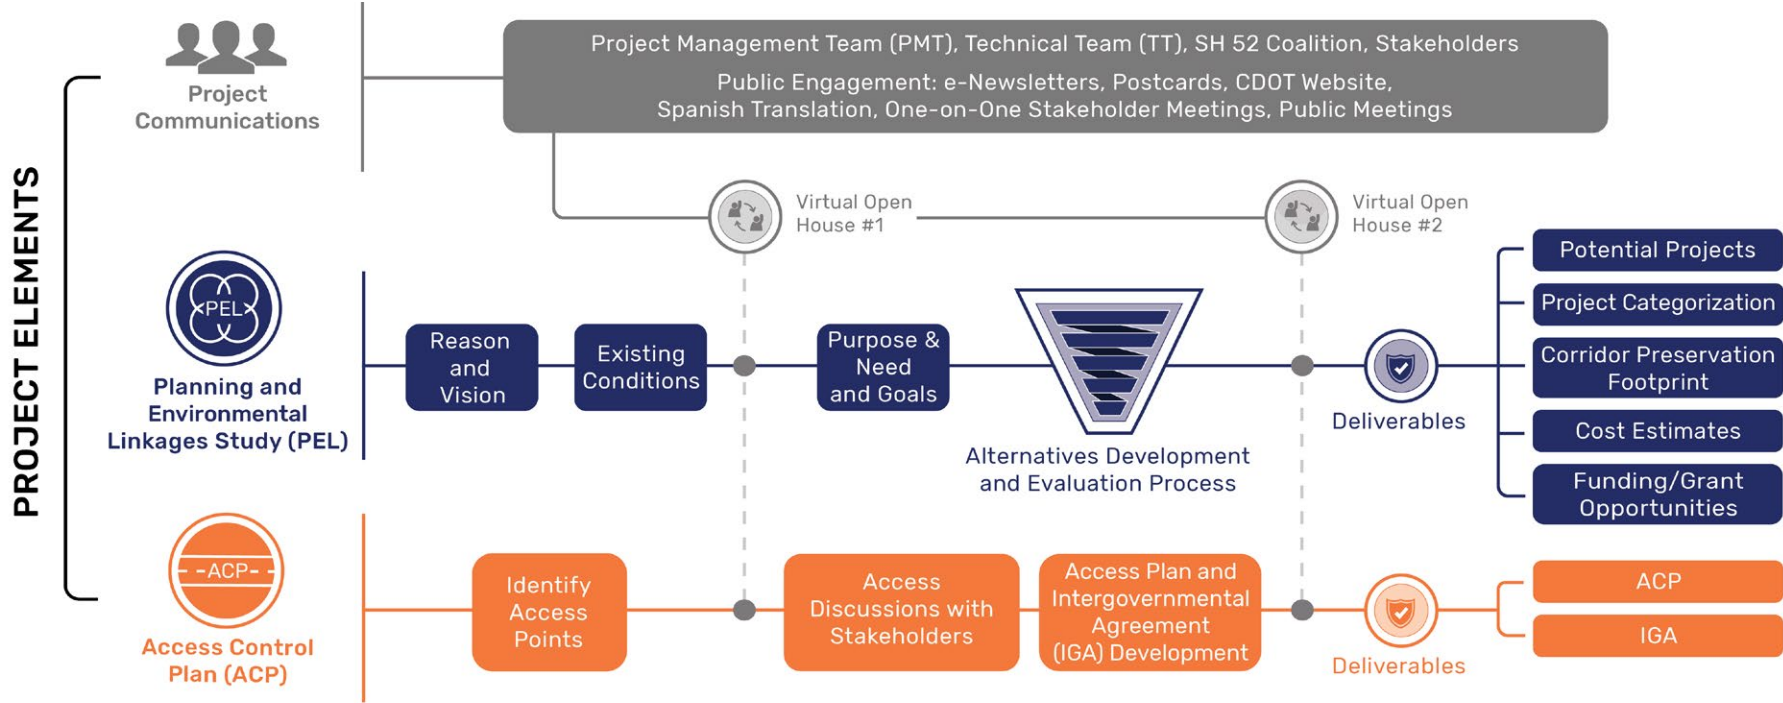 PROJECT ELEMENTS
Project
Communications
Project Management Team (PMT), Technical Team (TT), SH 52 Coalition, Stakeholders
Public Engagement: e-Newsletters, Postcards, CDOT Website,
Spanish Translation, One-on-One Stakeholder Meetings, Public Meetings
Virtual Open
House #1
Virtual Open
House #2
PEL
Planning and
Environmental
Linkages Study (PEL)
Reason
and
Vision
Existing
Conditions
Purpose &
Need
and Goals
Alternatives Development
and Evaluation Process
Deliverables
Potential Projects
Project Categorization
Corridor Preservation
Footprint
Cost Estimates
Funding/Grant
Opportunities
ACP
Access Control
Plan (ACP)
Identify
Access
Points
Access
Discussions with
Stakeholders
Access Plan and
Intergovernmental
Agreement
(IGA) Development
Deliverables
ACP
IGA